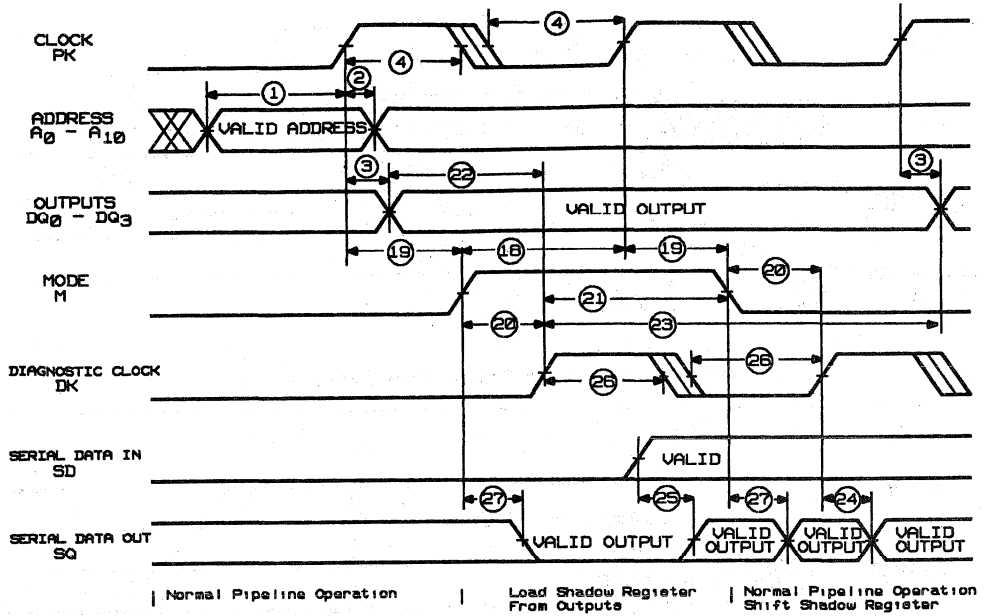 CLOCK
PK
4
4
2
1
ADDRESS
A0 - A10
VALID ADDRESS
3
22
3
OUTPUTS
DQ0 - DQ3
VALID OUTPUT
19
18
19
MODE
M
20
21
20
23
DIAGNOSTIC CLOCK
DK
26
26
SERIAL DATA IN
SD
VALID
27
25
27
24
SERIAL DATA OUT
SQ
VALID OUTPUT
VALID
OUTPUT
VALID
OUTPUT
VALID
OUTPUT
Normal Pipeline Operation
Load Shadow Register
From Outputs
Normal Pipeline Operation
Shift Shadow Register